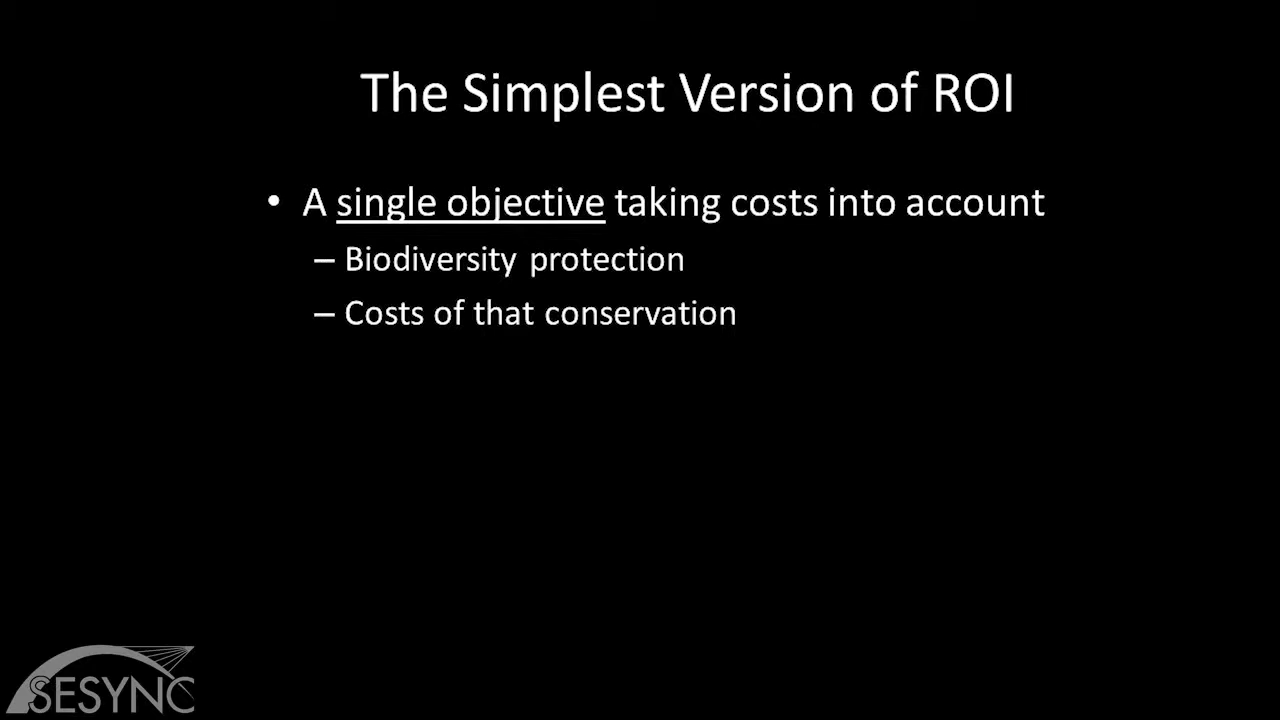 The Simplest Version of ROI
• A single objective taking costs into account
– Biodiversity protection
– Costs of that conservation
SESYNC